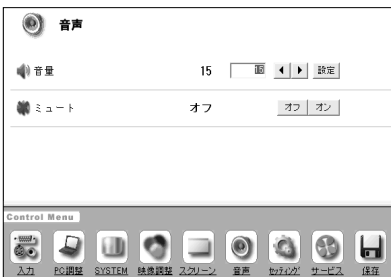 音声
音量 15 設定
ミュート オフ オフ オン
Control Menu
入力 PC調整 SYSTEM 映像調整 スクリーン 音声 セッティング サービス 保存